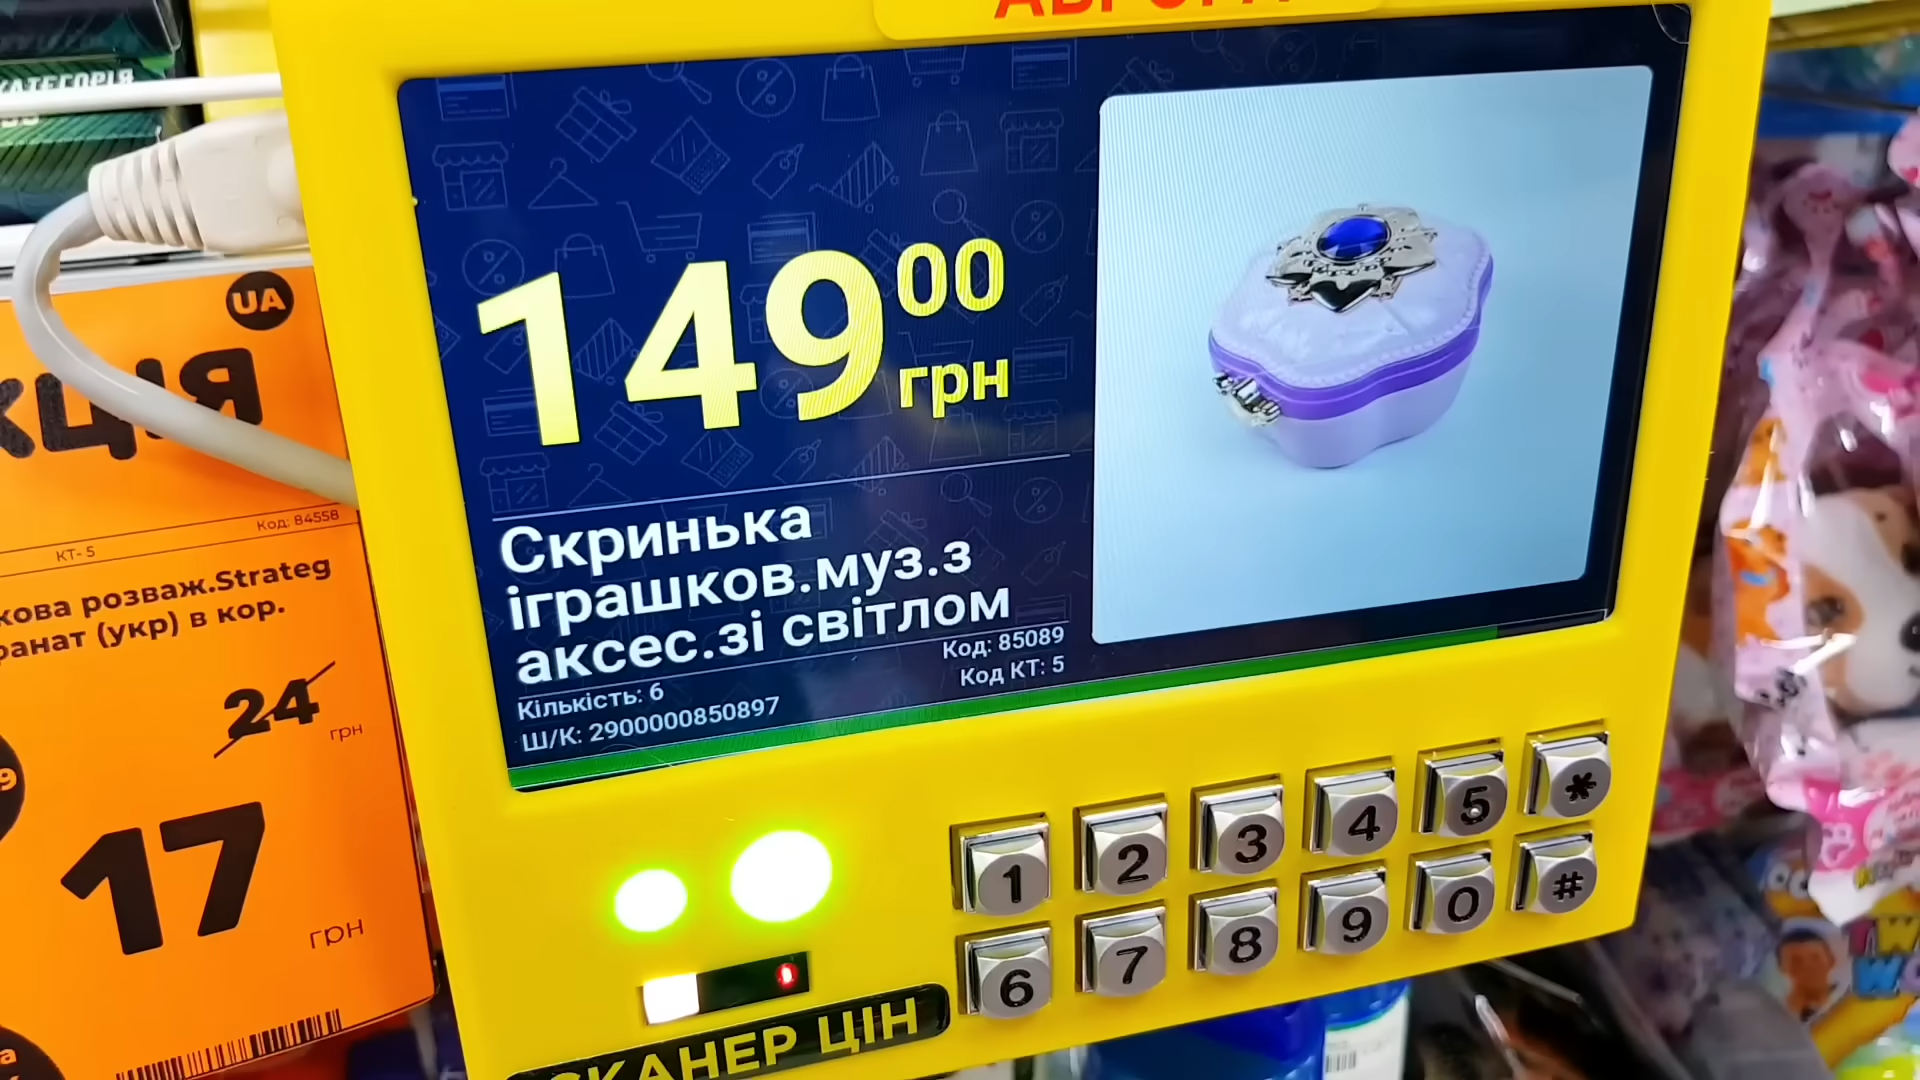 АВРОРА
КАТЕГОРІЯ
UA
149 00
грн
Скринька
іграшков.муз.з
аксес.зі світлом
Код: 85089
Код КТ: 5
Кількість: 6
Ш/К: 2900000850897
Код: 84558
КТ- 5
розваж.Strateg
(укр) в кор.
24
грн
17
грн
1 2 3 4 5 *
6 7 8 9 0 #
СКАНЕР ЦІН